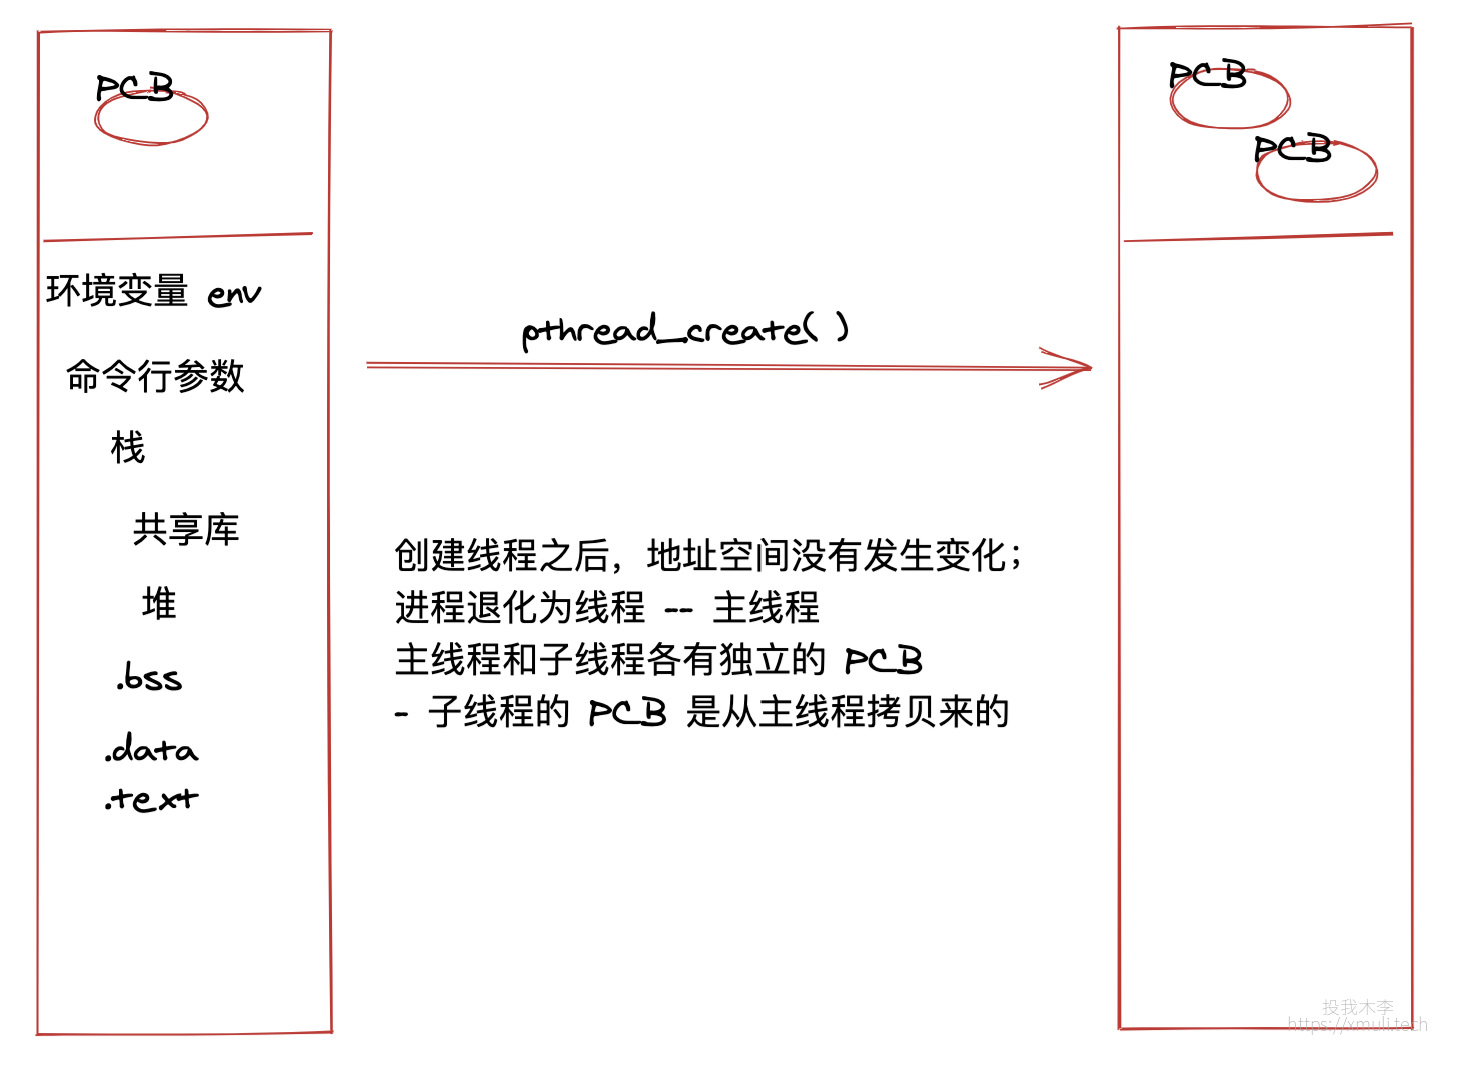 PCB
环境变量 env
命令行参数
栈
共享库
堆
.bss
.data
.text
pthread_create( )
创建线程之后，地址空间没有发生变化；
进程退化为线程 -- 主线程
主线程和子线程各有独立的 PCB
- 子线程的 PCB 是从主线程拷贝来的
PCB
PCB
投我木李
https://xmuli.tech